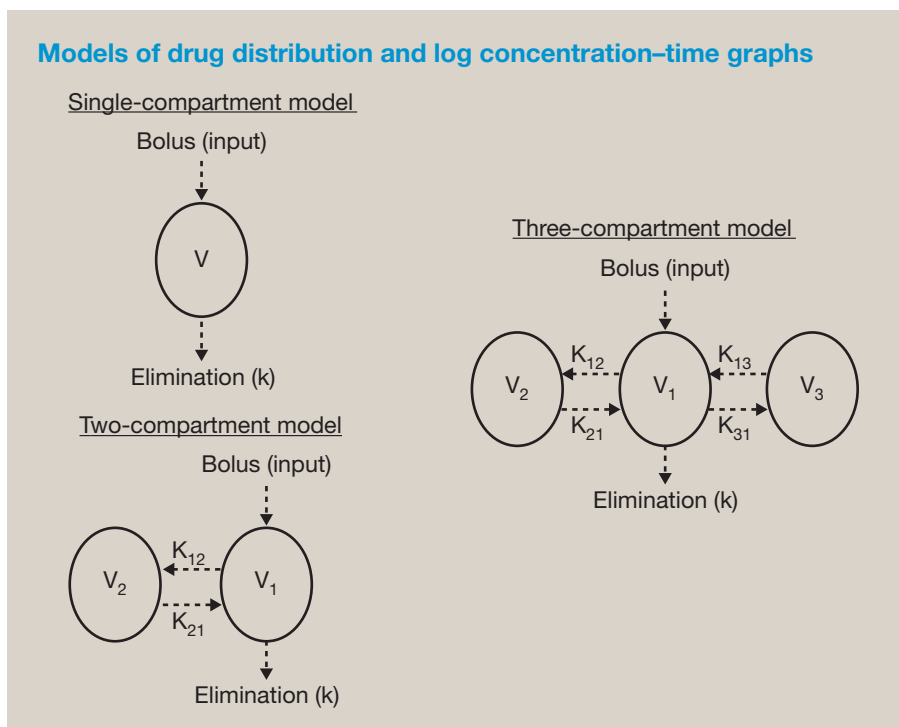 Models of drug distribution and log concentration–time graphs
Single-compartment model
Bolus (input)
V
Elimination (k)
Two-compartment model
Bolus (input)
K₁₂
V₂
V₁
K₂₁
Elimination (k)
Three-compartment model
Bolus (input)
K₁₂
K₁₃
V₂
V₁
V₃
K₂₁
K₃₁
Elimination (k)